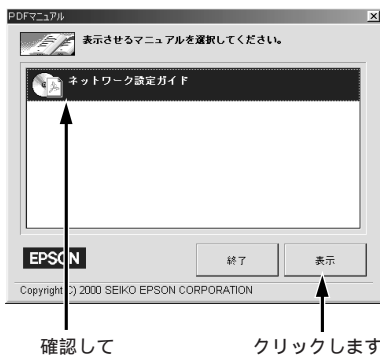 PDFマニュアル
表示させるマニュアルを選択してください。
ネットワーク設定ガイド
EPSON
終了
表示
Copyright(C) 2000 SEIKO EPSON CORPORATION
確認して
クリックします